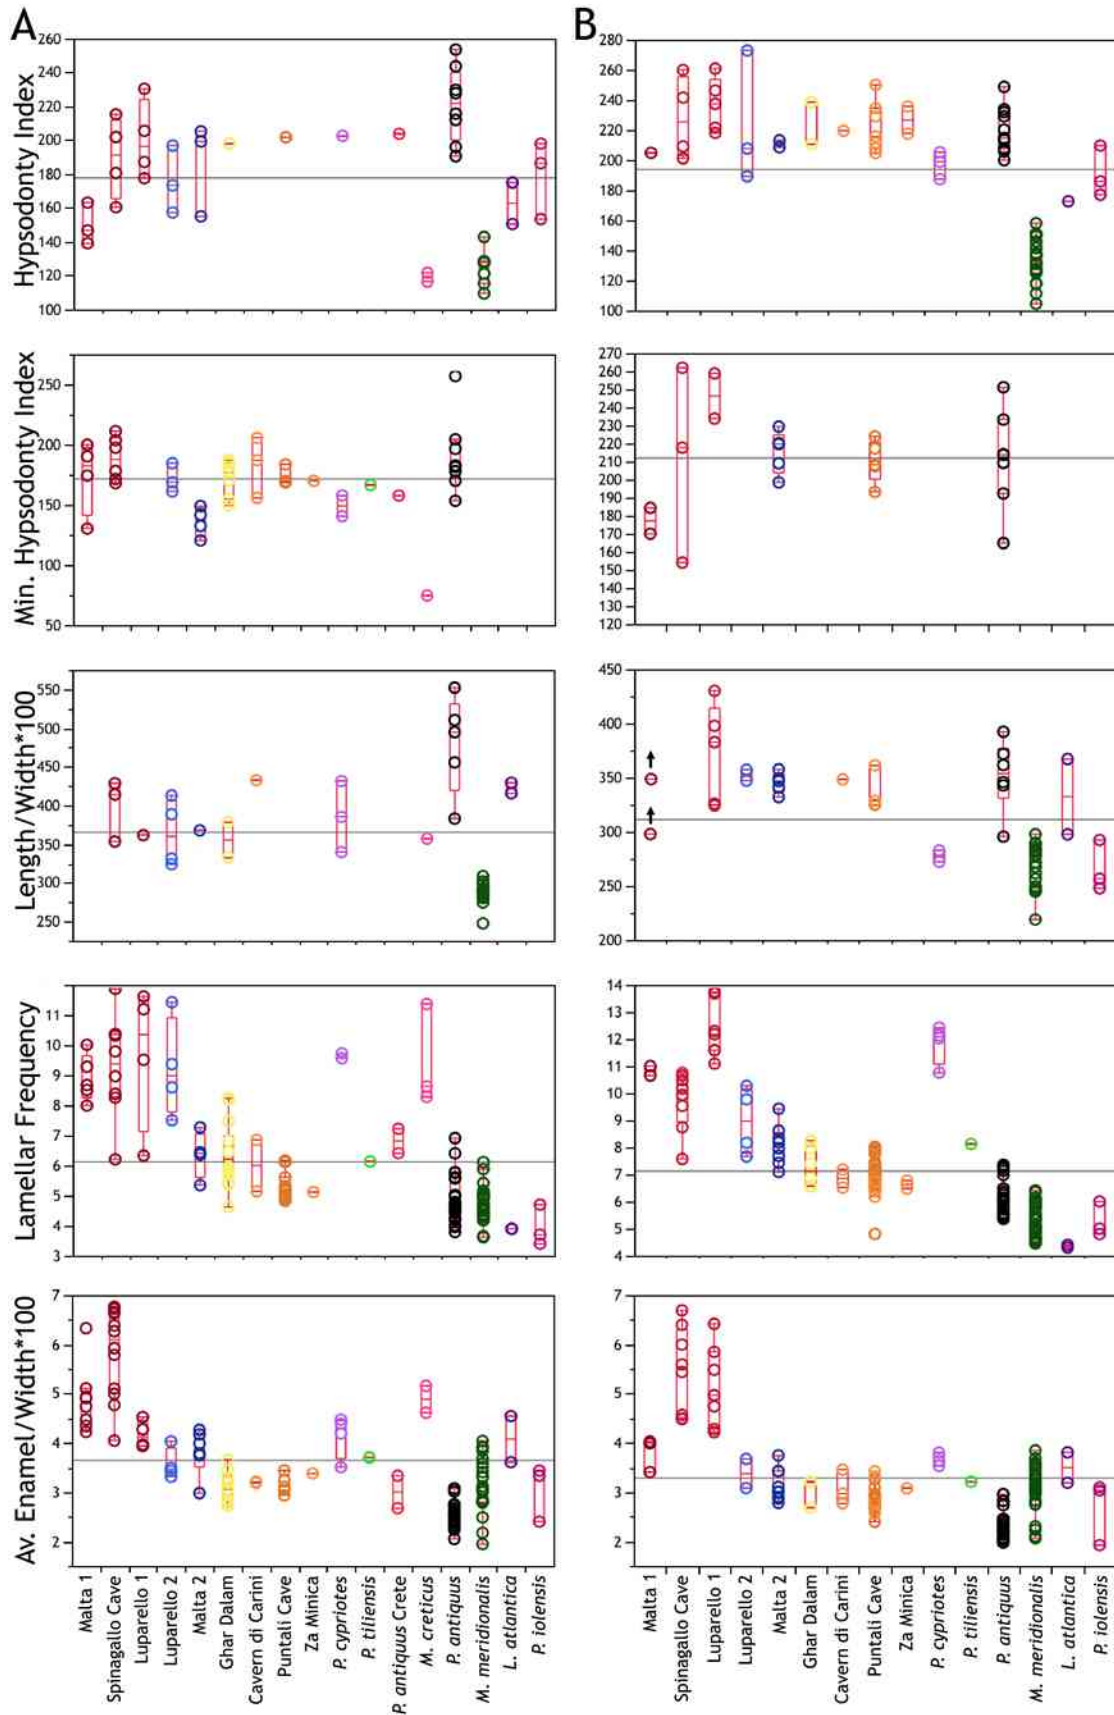 A
B
Hypsodonty Index
260
240
220
200
180
160
140
120
100
280
260
240
220
200
180
160
140
120
100
Min. Hypsodonty Index
250
200
150
100
50
270
260
250
240
230
220
210
200
190
180
170
160
150
140
130
120
Length/Width*100
550
500
450
400
350
300
250
450
400
350
300
250
200
Lamellar Frequency
11
10
9
8
7
6
5
4
3
14
13
12
11
10
9
8
7
6
5
4
Av. Enamel/Width*100
7
6
5
4
3
2
7
6
5
4
3
2
Malta 1
Spinagallo Cave
Luparello 1
Luparello 2
Malta 2
Ghar Dalam
Cavern di Carini
Puntali Cave
Za Minica
P. cypriotes
P. tiliensis
P. antiquus Crete
M. creticus
P. antiquus
M. meridionalis
L. atlantica
P. iolensis
Malta 1
Spinagallo Cave
Luparello 1
Luparello 2
Malta 2
Ghar Dalam
Cavern di Carini
Puntali Cave
Za Minica
P. cypriotes
P. tiliensis
P. antiquus
M. meridionalis
L. atlantica
P. iolensis